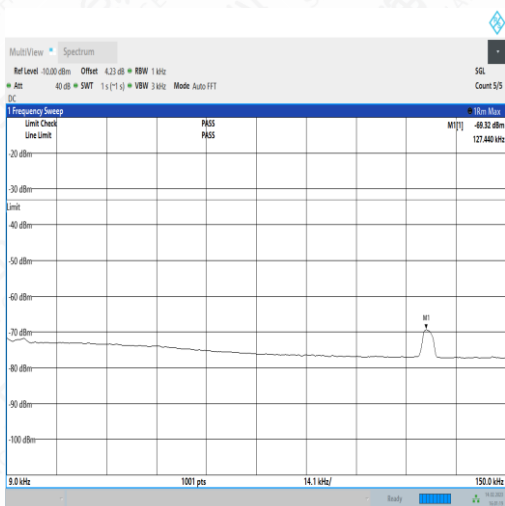 MultiView Spectrum
Ref Level -10.00 dBm Offset 4.23 dB RBW 1 kHz SGL
Att 40 dB SWT 1 s (~1 s) VBW 3 kHz Mode Auto FFT Count 5/5
DC
1 Frequency Sweep 1Rm Max
Limit Check PASS M1[1] -69.32 dBm
Line Limit PASS 127.440 kHz
-20 dBm
-30 dBm
Limit
-40 dBm
-50 dBm
-60 dBm
M1
-70 dBm
-80 dBm
-90 dBm
-100 dBm
9.0 kHz 1001 pts 14.1 kHz/ 150.0 kHz
Ready